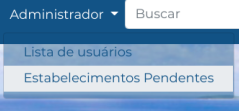 Administrador Buscar
Lista de usuários
Estabelecimentos Pendentes